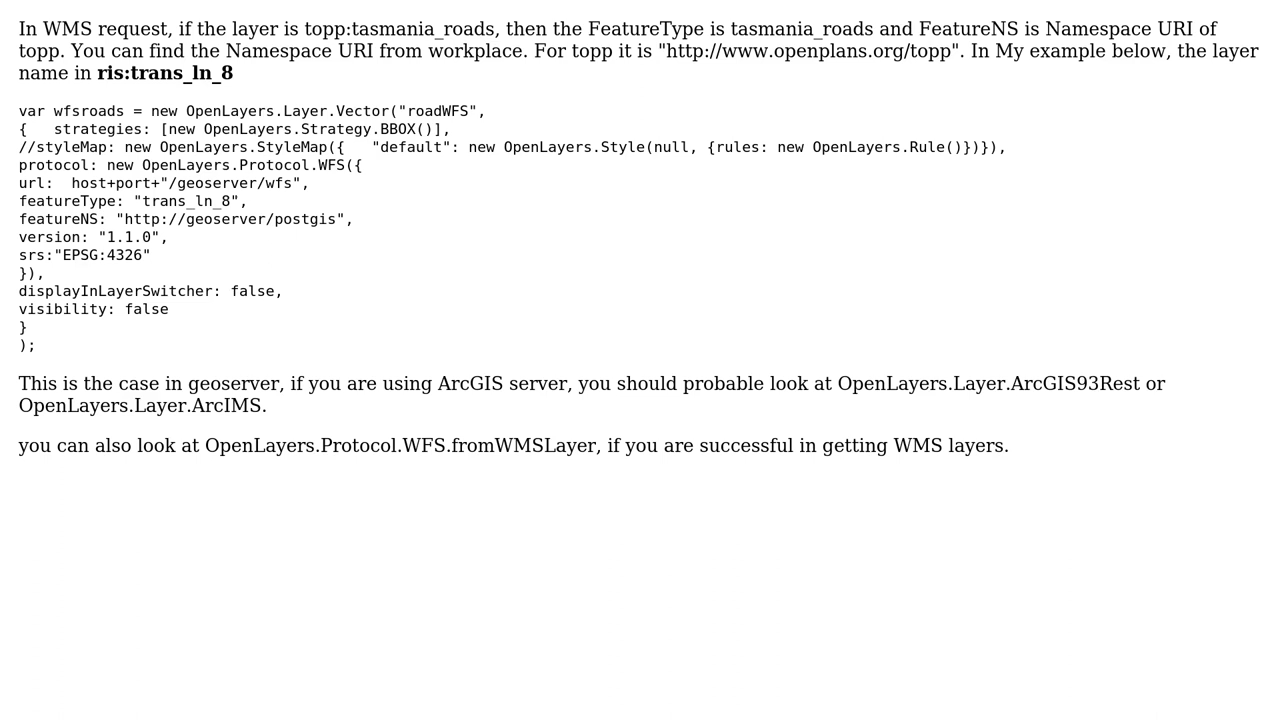 In WMS request, if the layer is topp:tasmania_roads, then the FeatureType is tasmania_roads and FeatureNS is Namespace URI of
topp. You can find the Namespace URI from workplace. For topp it is "http://www.openplans.org/topp". In My example below, the layer
name in ris:trans_ln_8
var wfsroads = new OpenLayers.Layer.Vector("roadWFS",
{   strategies: [new OpenLayers.Strategy.BBOX()],
//styleMap: new OpenLayers.StyleMap({   "default": new OpenLayers.Style(null, {rules: new OpenLayers.Rule()})}),
protocol: new OpenLayers.Protocol.WFS({
url:  host+port+"/geoserver/wfs",
featureType: "trans_ln_8",
featureNS: "http://geoserver/postgis",
version: "1.1.0",
srs:"EPSG:4326"
}),
displayInLayerSwitcher: false,
visibility: false
}
);
This is the case in geoserver, if you are using ArcGIS server, you should probable look at OpenLayers.Layer.ArcGIS93Rest or
OpenLayers.Layer.ArcIMS.
you can also look at OpenLayers.Protocol.WFS.fromWMSLayer, if you are successful in getting WMS layers.